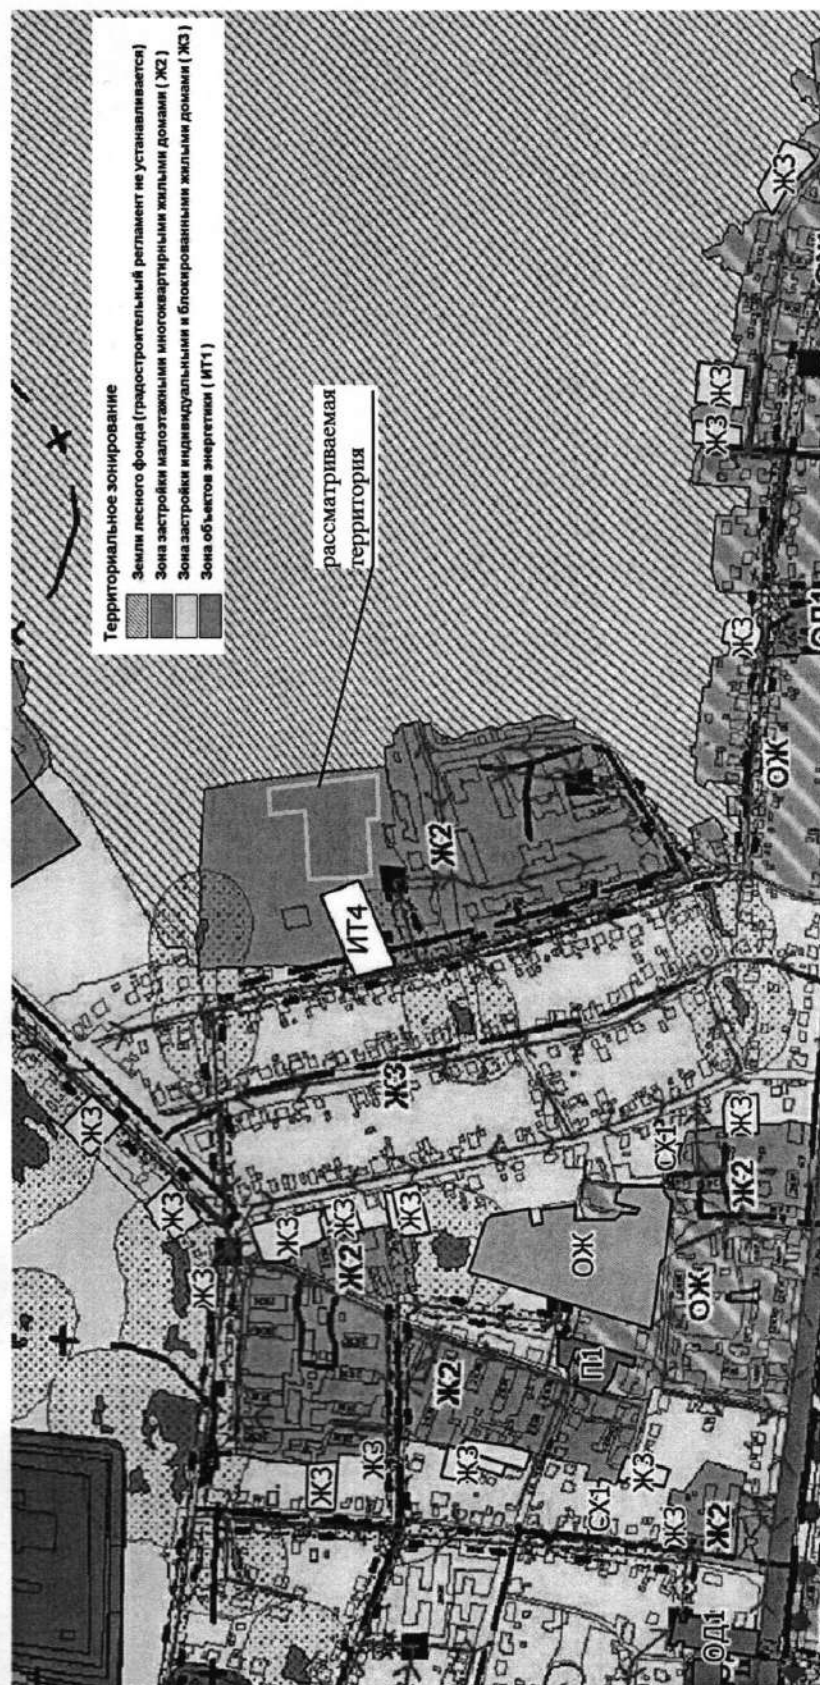 Территориальное зонирование
Земли лесного фонда (градостроительный регламент не устанавливается)
Зона застройки малоэтажными многоквартирными жилыми домами ( Ж2)
Зона застройки индивидуальными и блокированными жилыми домами ( Ж3)
Зона объектов энергетики ( ИТ1)
рассматриваемая
территория
Ж3
Ж3
Ж3
Ж3
ОЖ
Ж2
ИТ4
Ж3
Ж3
Ж3
Ж3
Ж3
Ж3
Ж3
Ж2
ОЖ
СХ1
Ж3
Ж2
ОЖ
П1
Ж2
Ж3
Ж3
Ж3
СХ1
Ж3
Ж3
Ж2
ОД1